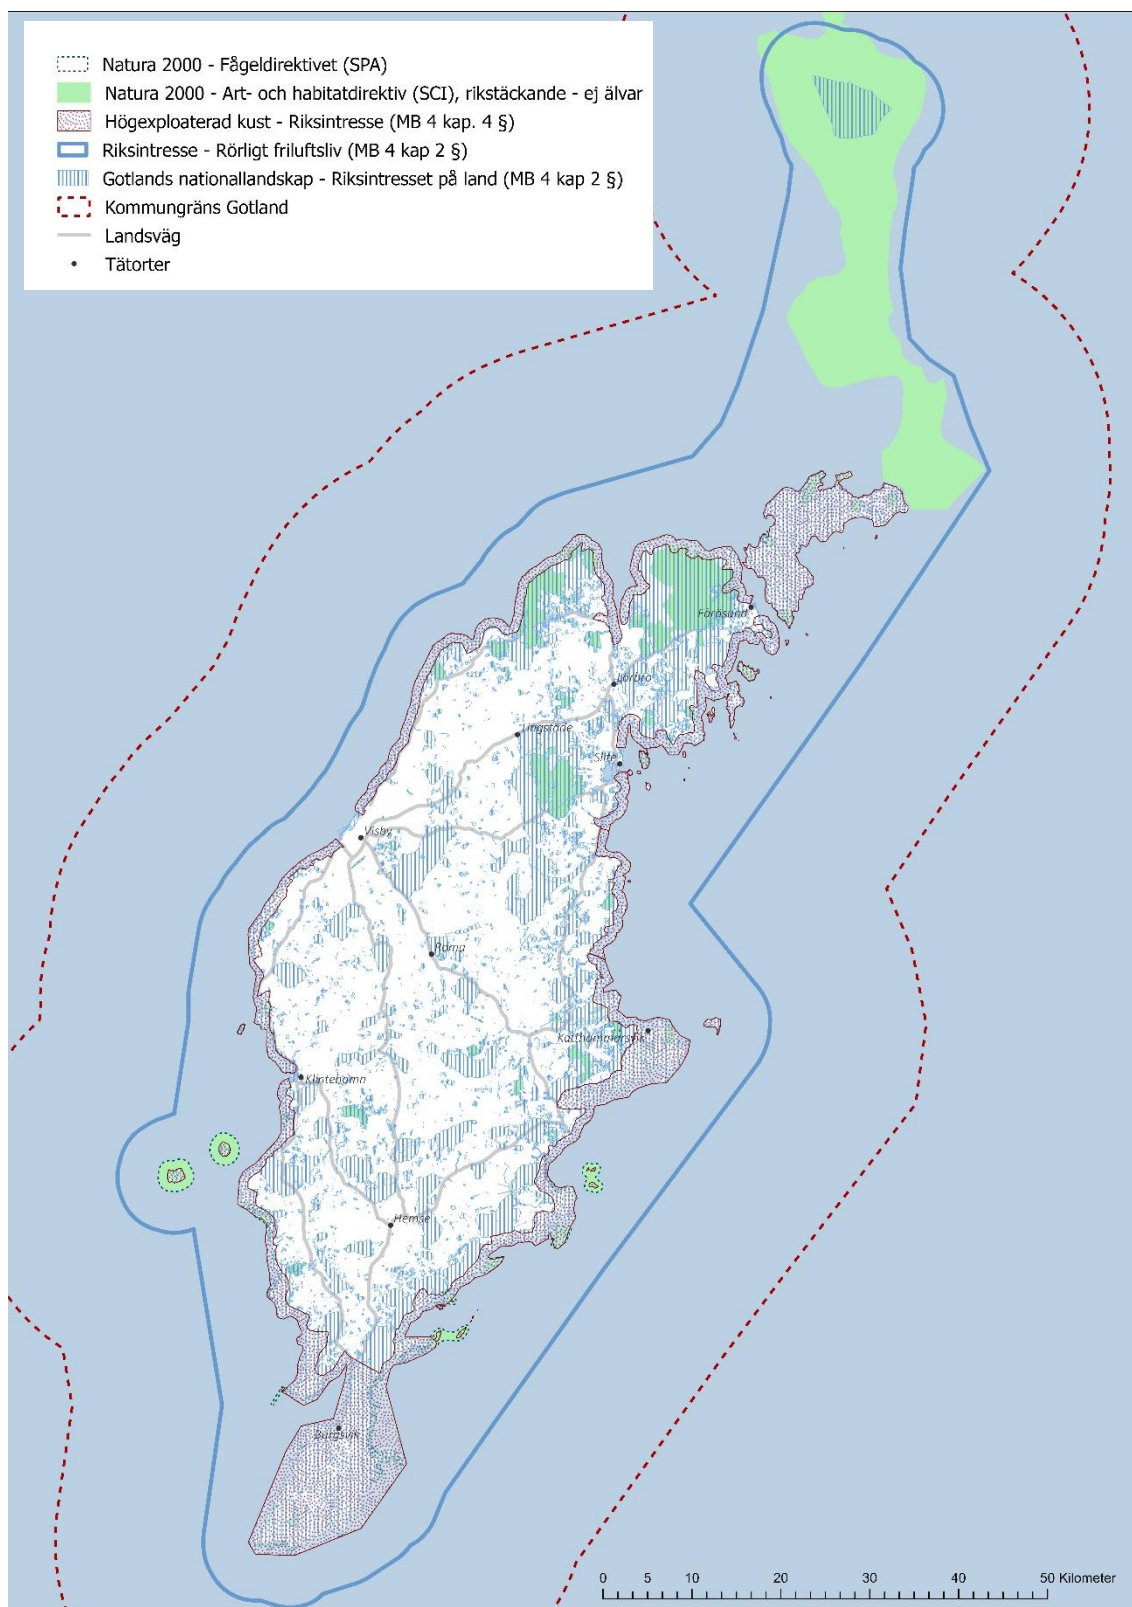 Natura 2000 - Fågeldirektivet (SPA)
Natura 2000 - Art- och habitatdirektiv (SCI), rikstäckande - ej älvar
Högexploaterad kust - Riksintresse (MB 4 kap. 4 §)
Riksintresse - Rörligt friluftsliv (MB 4 kap 2 §)
Gotlands nationallandskap - Riksintresset på land (MB 4 kap 2 §)
Kommungräns Gotland
Landsväg
Tätorter
Fårösund
Lärbro
Tingstäde
Slite
Visby
Roma
Katthammarsvik
Klintehamn
Hemse
Burgsvik
0 5 10 20 30 40 50 Kilometer